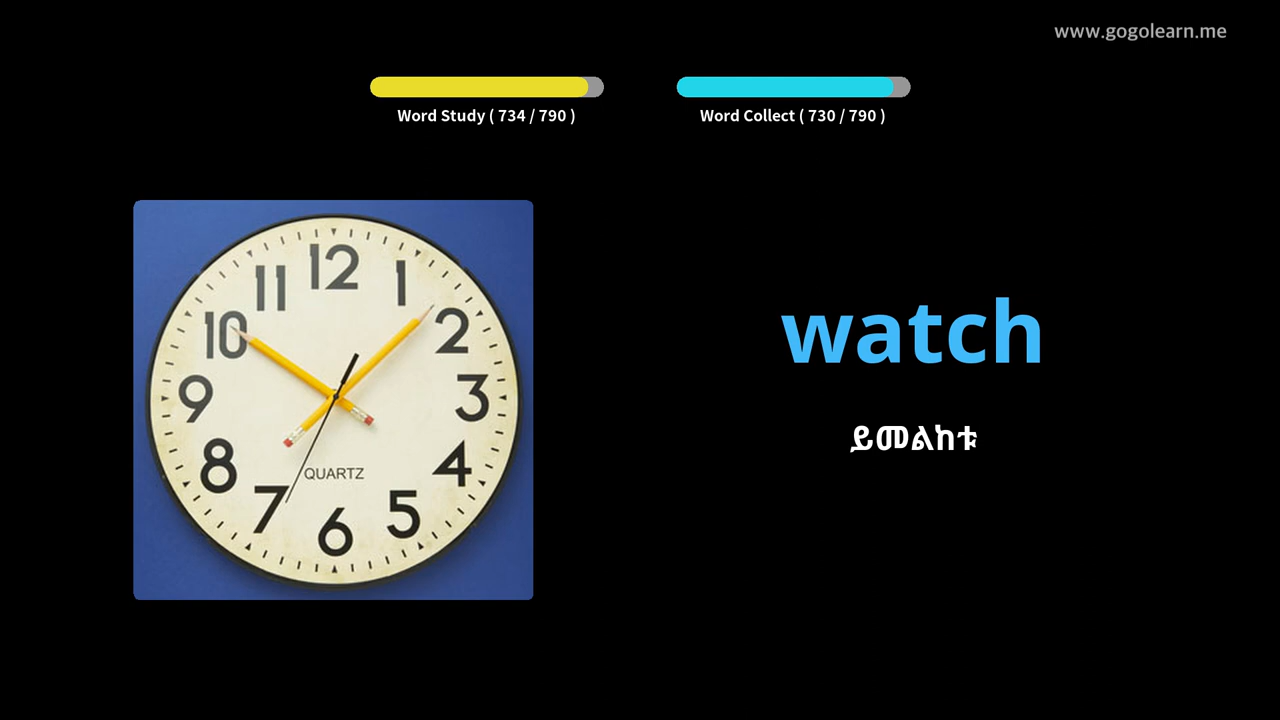 www.gogolearn.me
Word Study ( 734 / 790 )
Word Collect ( 730 / 790 )
12
11
1
10
2
9
3
8
4
QUARTZ
7
5
6
watch
ይመልከቱ